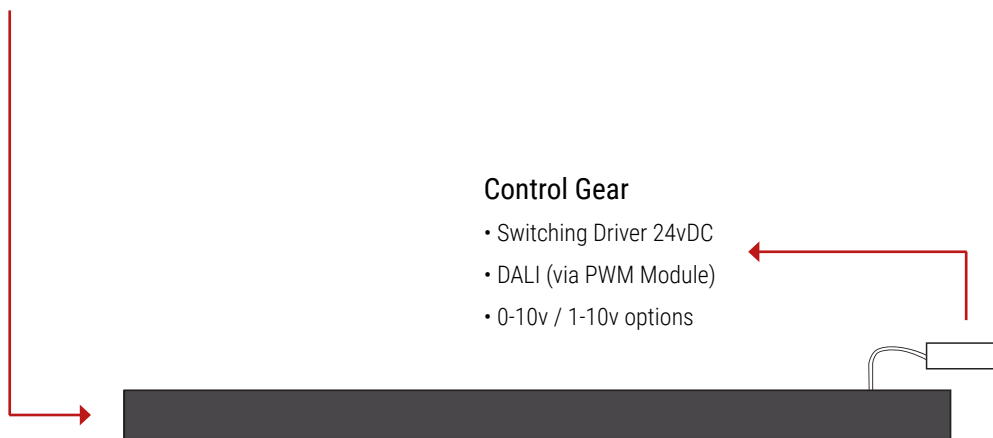 Control Gear
• Switching Driver 24vDC
• DALI (via PWM Module)
• 0-10v / 1-10v options